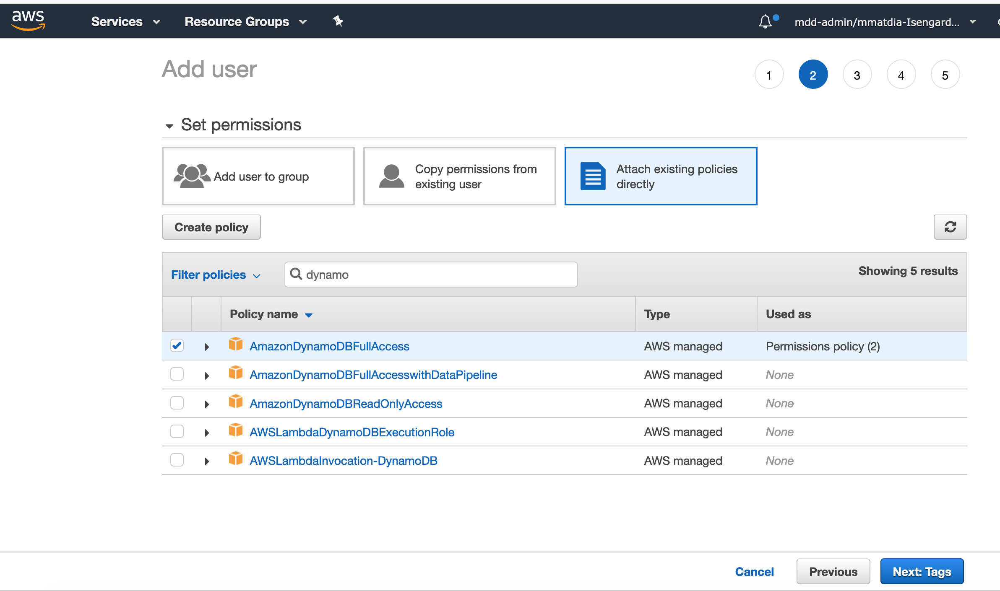 aws Services Resource Groups mdd-admin/mmatdia-Isengard...
Add user
1 2 3 4 5
Set permissions
Add user to group
Copy permissions from
existing user
Attach existing policies
directly
Create policy
Filter policies dynamo Showing 5 results
Policy name Type Used as
AmazonDynamoDBFullAccess AWS managed Permissions policy (2)
AmazonDynamoDBFullAccesswithDataPipeline AWS managed None
AmazonDynamoDBReadOnlyAccess AWS managed None
AWSLambdaDynamoDBExecutionRole AWS managed None
AWSLambdaInvocation-DynamoDB AWS managed None
Cancel Previous Next: Tags